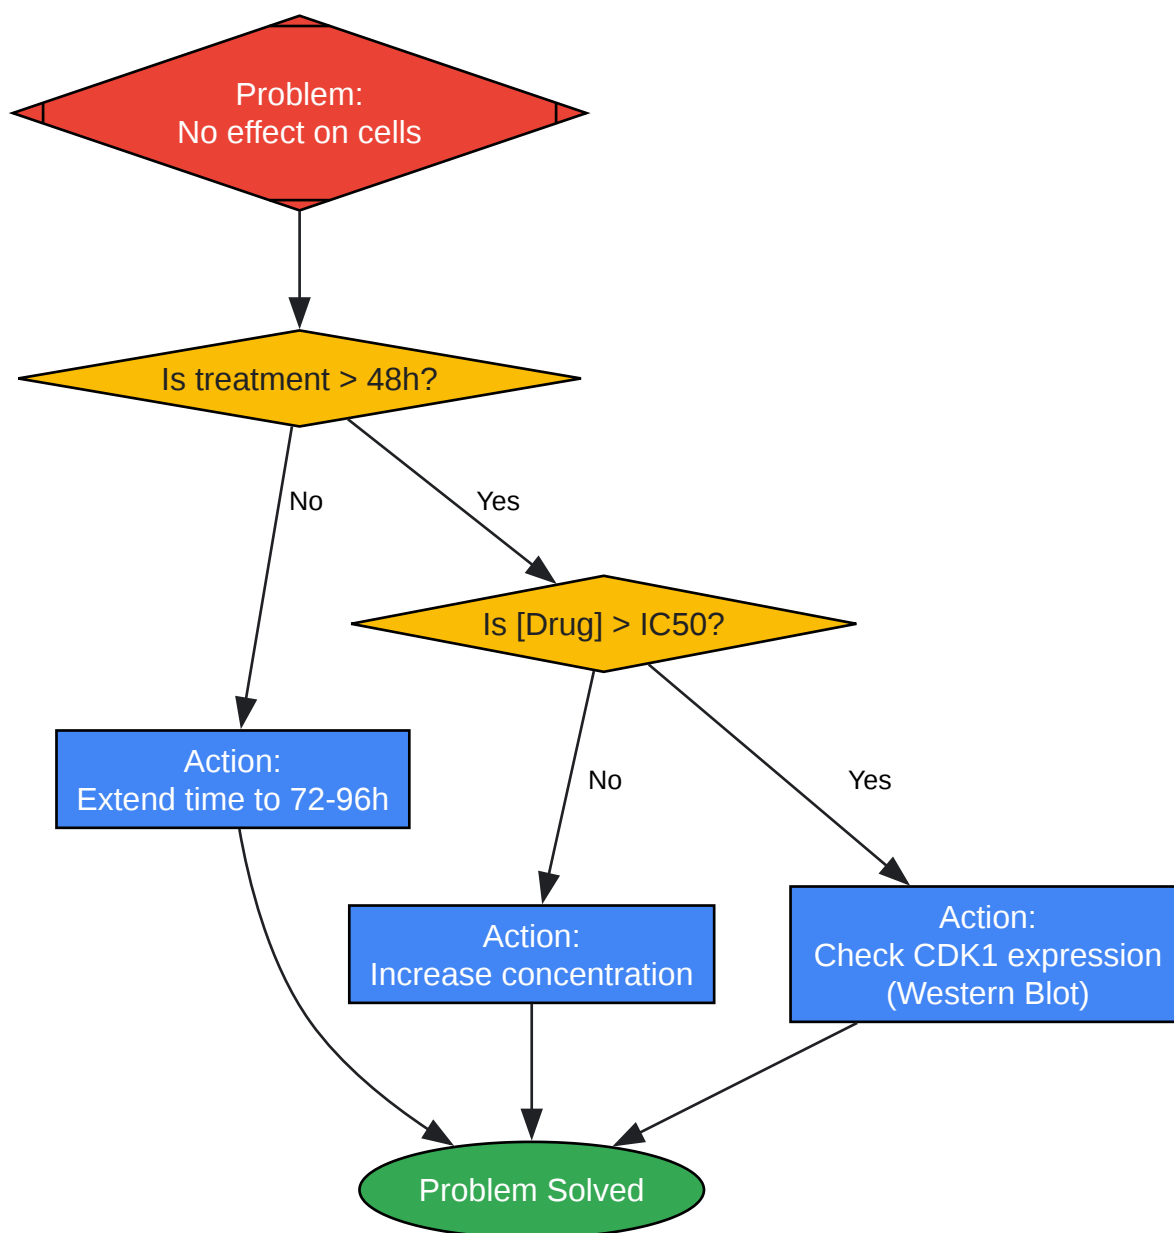 Problem:
No effect on cells
Is treatment > 48h?
No
Yes
Is [Drug] > IC50?
Action:
Extend time to 72-96h
No
Yes
Action:
Increase concentration
Action:
Check CDK1 expression
(Western Blot)
Problem Solved